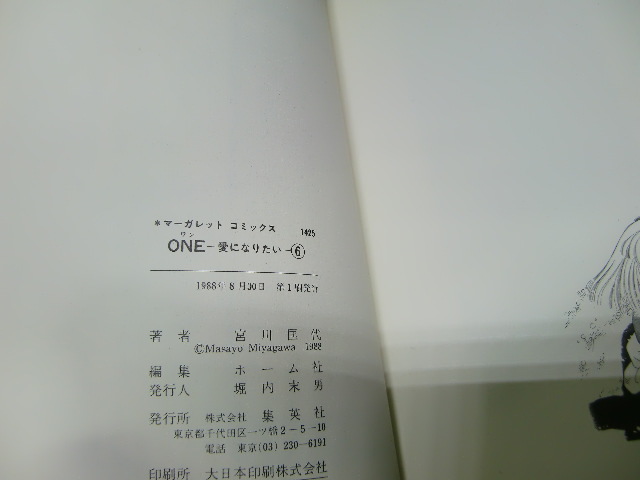 *マーガレット コミックス 1425
ワン
ONE-愛になりたい-⑥
1988年8月30日 第1刷発行
著者 宮川匡代
©Masayo Miyagawa 1988
編集 ホーム社
発行人 堀内末男
発行所 株式会社 集英社
東京都千代田区一ツ橋2-5-10
電話 東京(03)230-6191
印刷所 大日本印刷株式会社